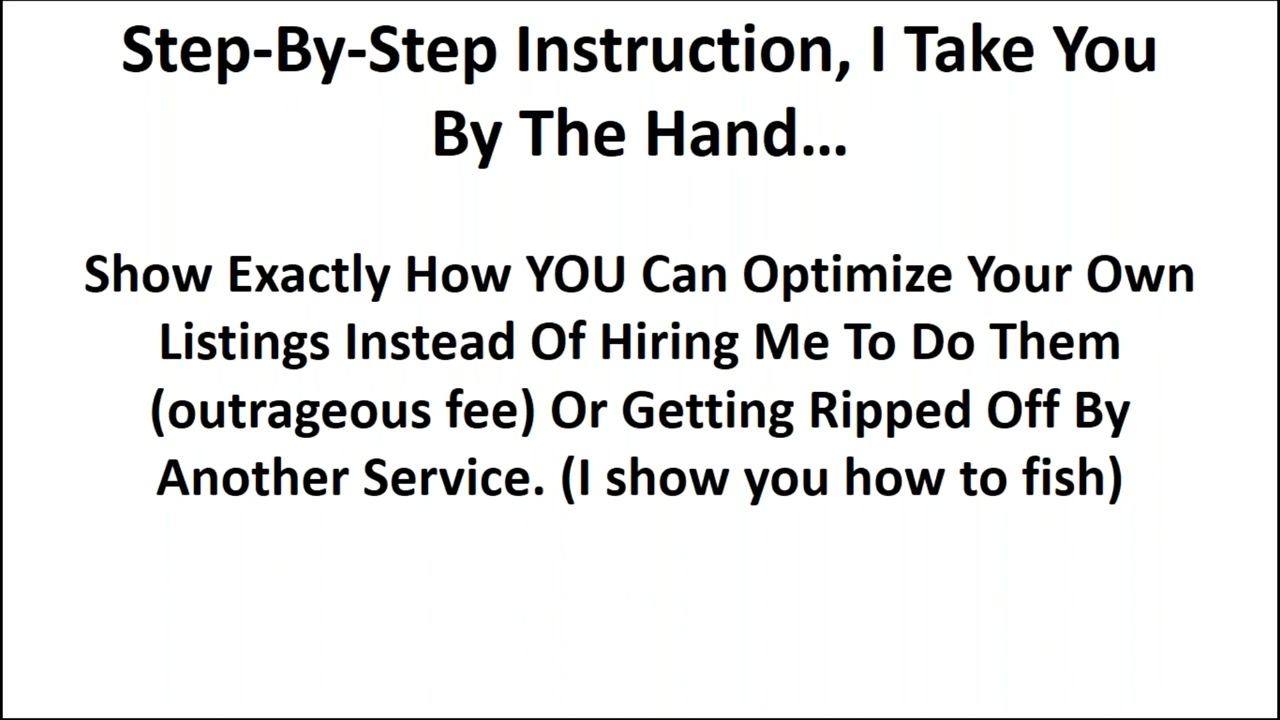 Step-By-Step Instruction, I Take You
By The Hand...
Show Exactly How YOU Can Optimize Your Own
Listings Instead Of Hiring Me To Do Them
(outrageous fee) Or Getting Ripped Off By
Another Service. (I show you how to fish)